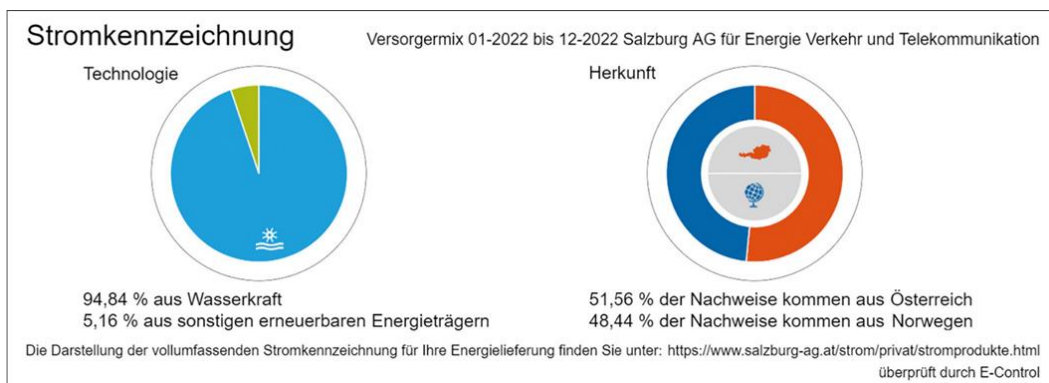 Stromkennzeichnung
Versorgermix 01-2022 bis 12-2022 Salzburg AG für Energie Verkehr und Telekommunikation
Technologie
94,84 % aus Wasserkraft
5,16 % aus sonstigen erneuerbaren Energieträgern
Herkunft
51,56 % der Nachweise kommen aus Österreich
48,44 % der Nachweise kommen aus Norwegen
Die Darstellung der vollumfassenden Stromkennzeichnung für Ihre Energielieferung finden Sie unter: https://www.salzburg-ag.at/strom/privat/stromprodukte.html
überprüft durch E-Control